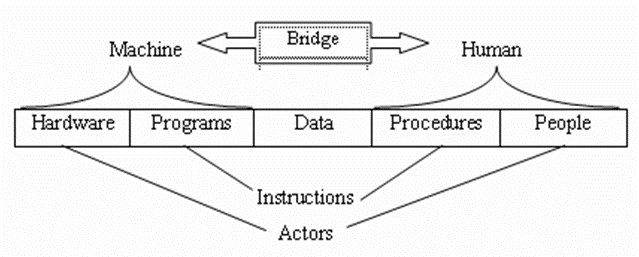 Bridge
Machine
Human
Hardware
Programs
Data
Procedures
People
Instructions
Actors